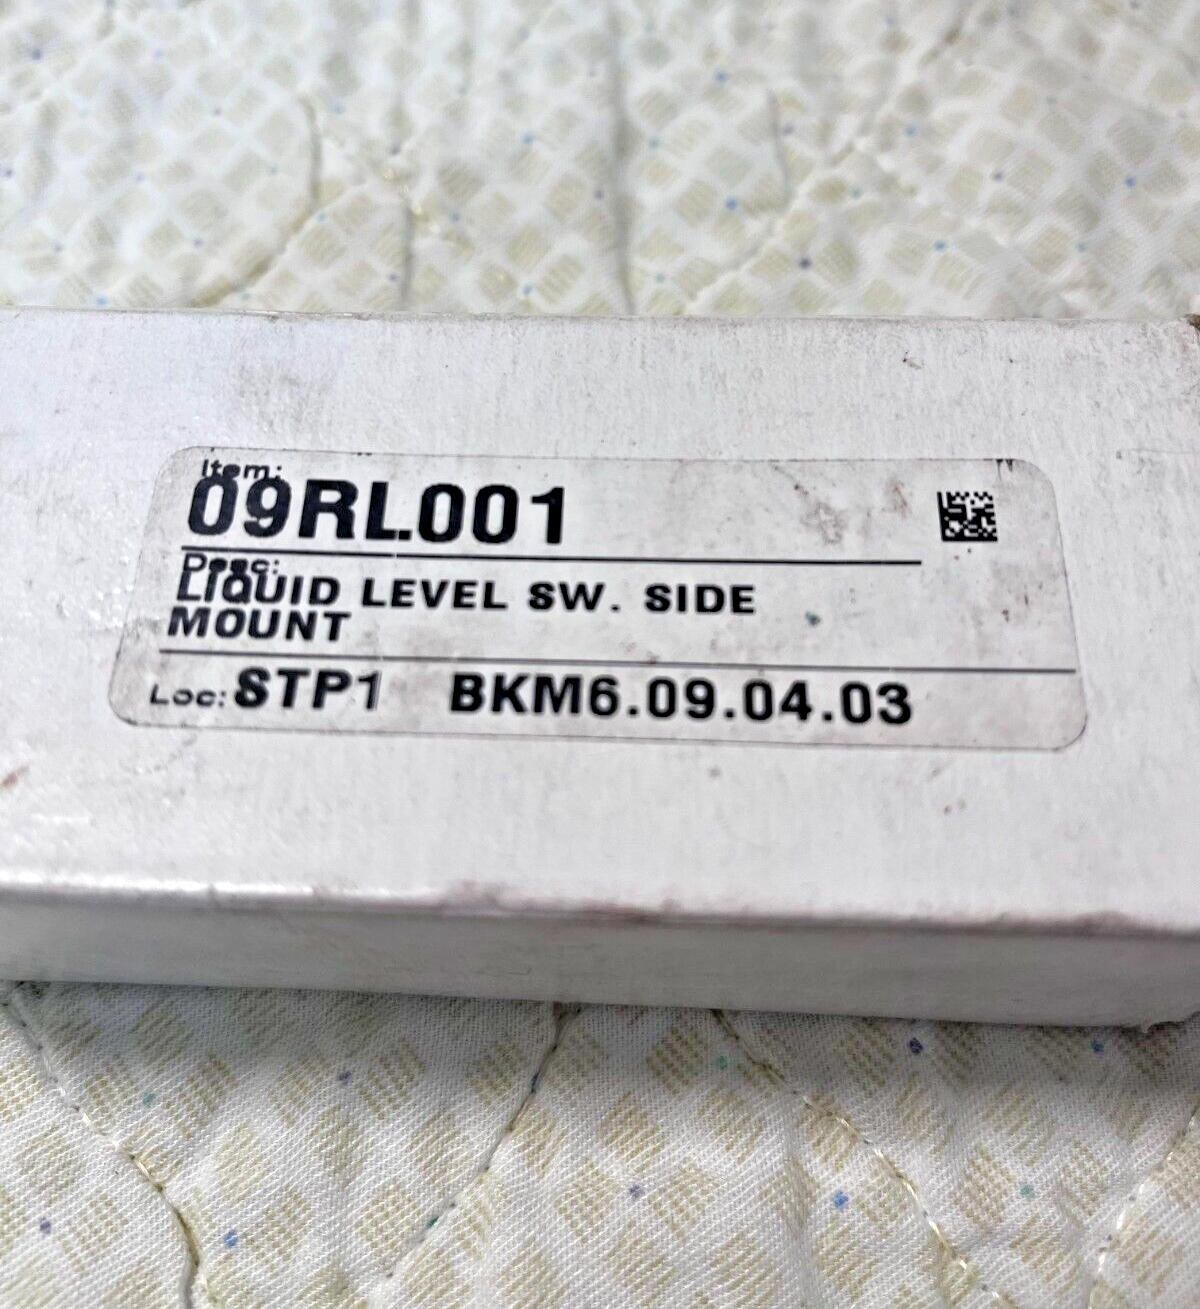 Item:
09RL001
Desc:
LIQUID LEVEL SW. SIDE
MOUNT
Loc: STP1 BKM6.09.04.03